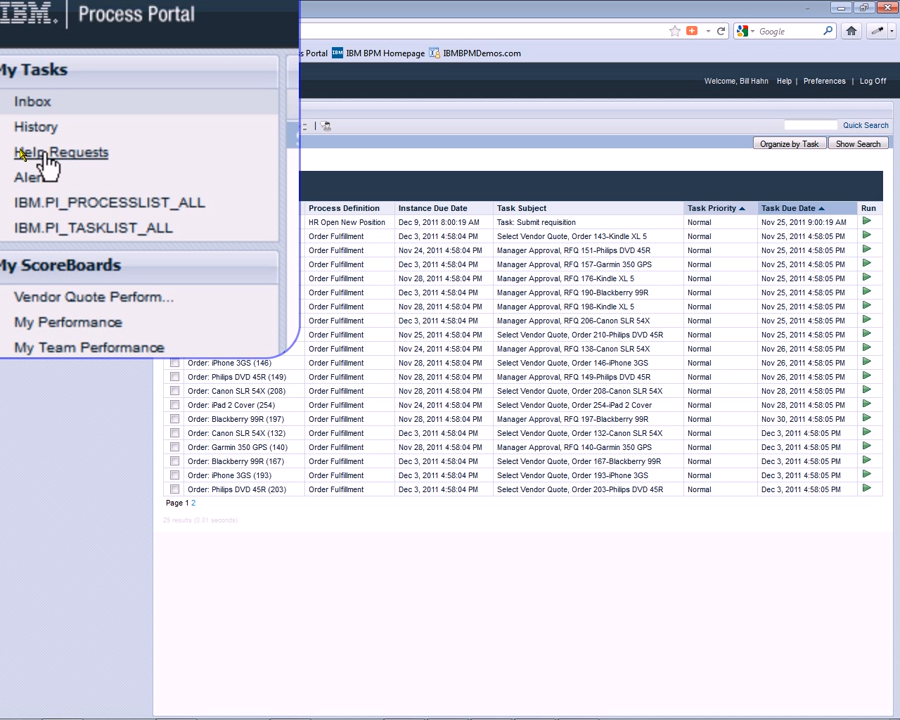 IBM. | Process Portal
My Tasks
Inbox
History
Help Requests
IBM.PI_PROCESSLIST_ALL
IBM.PI_TASKLIST_ALL
My ScoreBoards
Vendor Quote Perform...
My Performance
My Team Performance
Google
Portal IBM BPM Homepage IBMBPMDemos.com
Welcome, Bill Hahn Help | Preferences | Log Off
Quick Search
Organize by Task Show Search
Process Definition Instance Due Date Task Subject Task Priority Task Due Date Run
HR Open New Position Dec 9, 2011 8:00:19 AM Task: Submit requisition Normal Nov 25, 2011 9:00:19 AM
Order Fulfillment Dec 3, 2011 4:58:04 PM Select Vendor Quote, Order 143-Kindle XL 5 Normal Nov 25, 2011 4:58:05 PM
Order Fulfillment Nov 24, 2011 4:58:04 PM Manager Approval, RFQ 151-Philips DVD 45R Normal Nov 25, 2011 4:58:05 PM
Order Fulfillment Dec 3, 2011 4:58:04 PM Manager Approval, RFQ 157-Garmin 350 GPS Normal Nov 25, 2011 4:58:05 PM
Order Fulfillment Nov 28, 2011 4:58:04 PM Manager Approval, RFQ 176-Kindle XL 5 Normal Nov 25, 2011 4:58:05 PM
Order Fulfillment Dec 3, 2011 4:58:04 PM Manager Approval, RFQ 190-Blackberry 99R Normal Nov 25, 2011 4:58:05 PM
Order Fulfillment Nov 28, 2011 4:58:04 PM Manager Approval, RFQ 198-Kindle XL 5 Normal Nov 25, 2011 4:58:05 PM
Order Fulfillment Dec 3, 2011 4:58:04 PM Manager Approval, RFQ 206-Canon SLR 54X Normal Nov 25, 2011 4:58:05 PM
Order Fulfillment Nov 25, 2011 4:58:04 PM Select Vendor Quote, Order 210-Philips DVD 45R Normal Nov 25, 2011 4:58:05 PM
Order Fulfillment Nov 24, 2011 4:58:04 PM Manager Approval, RFQ 138-Canon SLR 54X Normal Nov 26, 2011 4:58:05 PM
Order: iPhone 3GS (146) Order Fulfillment Nov 28, 2011 4:58:04 PM Select Vendor Quote, Order 146-iPhone 3GS Normal Nov 26, 2011 4:58:05 PM
Order: Philips DVD 45R (149) Order Fulfillment Nov 28, 2011 4:58:04 PM Manager Approval, RFQ 149-Philips DVD 45R Normal Nov 26, 2011 4:58:05 PM
Order: Canon SLR 54X (208) Order Fulfillment Nov 28, 2011 4:58:04 PM Select Vendor Quote, Order 208-Canon SLR 54X Normal Nov 28, 2011 4:58:05 PM
Order: iPad 2 Cover (254) Order Fulfillment Nov 24, 2011 4:58:04 PM Select Vendor Quote, Order 254-iPad 2 Cover Normal Nov 28, 2011 4:58:05 PM
Order: Blackberry 99R (197) Order Fulfillment Nov 28, 2011 4:58:04 PM Manager Approval, RFQ 197-Blackberry 99R Normal Nov 30, 2011 4:58:05 PM
Order: Canon SLR 54X (132) Order Fulfillment Dec 3, 2011 4:58:04 PM Select Vendor Quote, Order 132-Canon SLR 54X Normal Dec 3, 2011 4:58:05 PM
Order: Garmin 350 GPS (140) Order Fulfillment Nov 28, 2011 4:58:04 PM Manager Approval, RFQ 140-Garmin 350 GPS Normal Dec 3, 2011 4:58:05 PM
Order: Blackberry 99R (167) Order Fulfillment Dec 3, 2011 4:58:04 PM Select Vendor Quote, Order 167-Blackberry 99R Normal Dec 3, 2011 4:58:05 PM
Order: iPhone 3GS (193) Order Fulfillment Dec 3, 2011 4:58:04 PM Select Vendor Quote, Order 193-iPhone 3GS Normal Dec 3, 2011 4:58:05 PM
Order: Philips DVD 45R (203) Order Fulfillment Dec 3, 2011 4:58:04 PM Select Vendor Quote, Order 203-Philips DVD 45R Normal Dec 3, 2011 4:58:05 PM
Page 1 2
results (0.01 seconds)